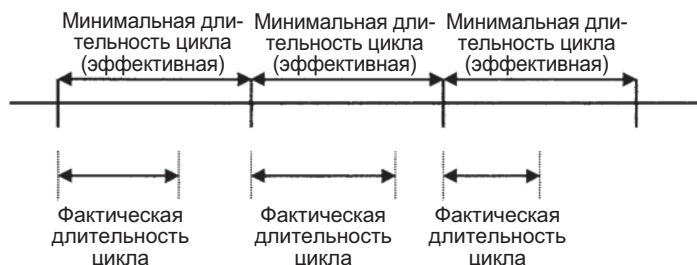 Минимальная дли-
тельность цикла
(эффективная)
Минимальная дли-
тельность цикла
(эффективная)
Минимальная дли-
тельность цикла
(эффективная)
Фактическая
длительность
цикла
Фактическая
длительность
цикла
Фактическая
длительность
цикла